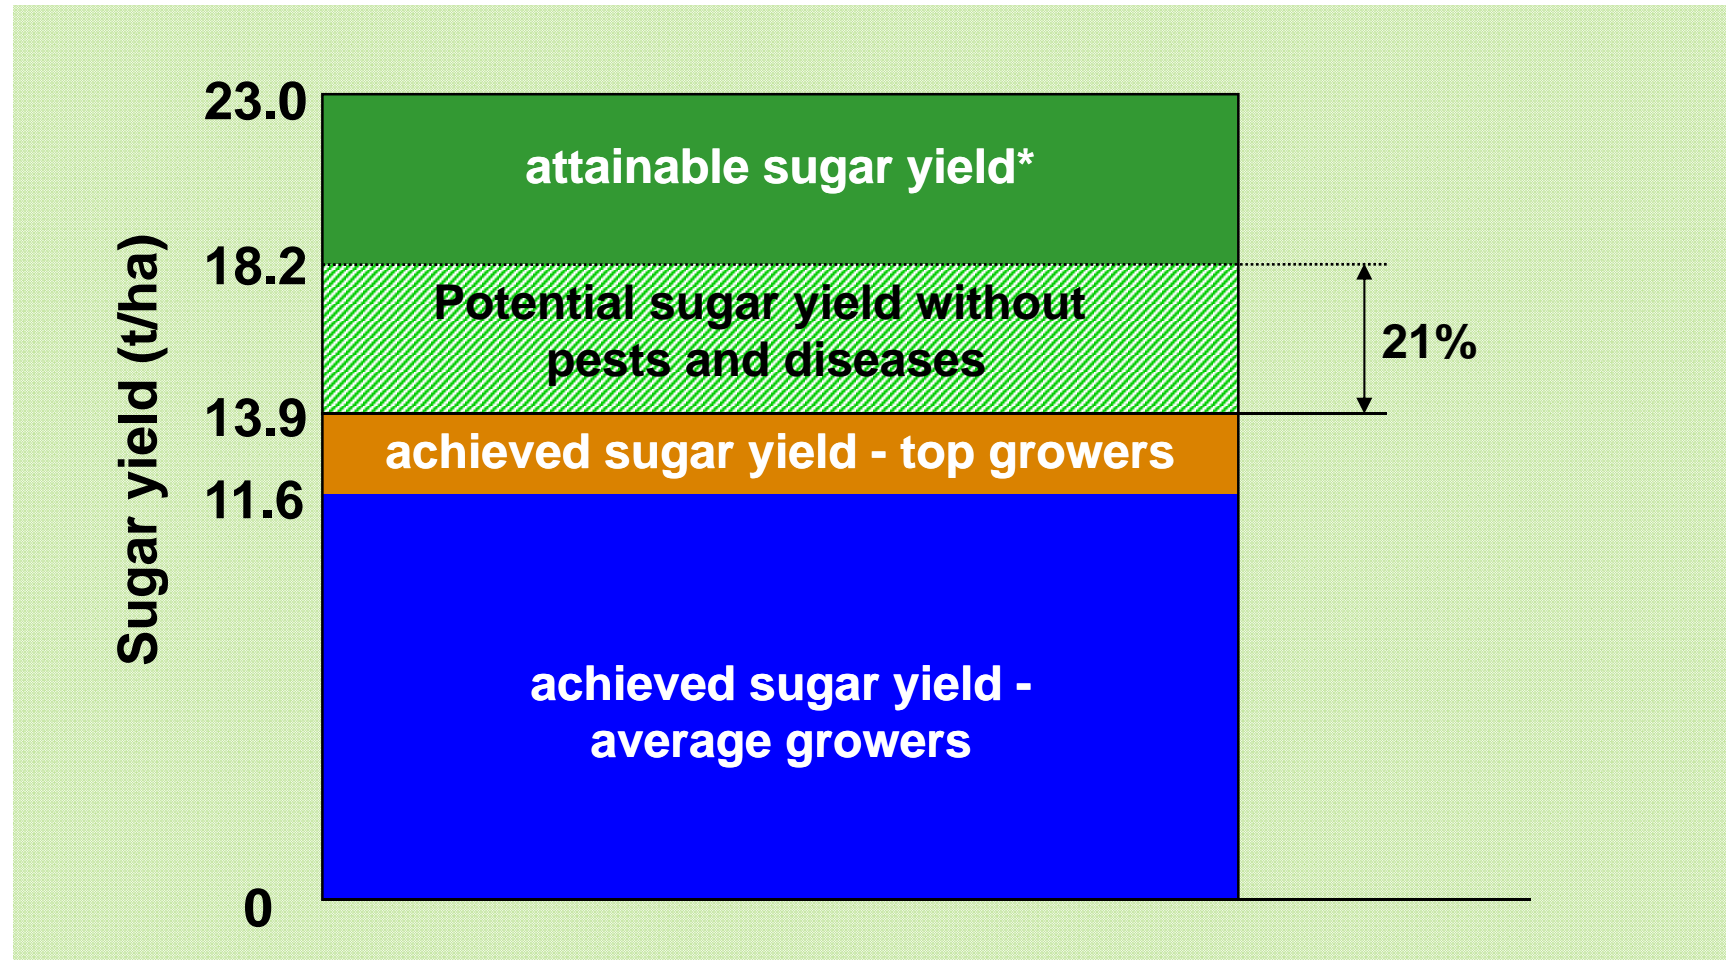 23.0
attainable sugar yield*
18.2
Potential sugar yield without
pests and diseases
21%
13.9
achieved sugar yield - top growers
11.6
Sugar yield (t/ha)
achieved sugar yield -
average growers
0